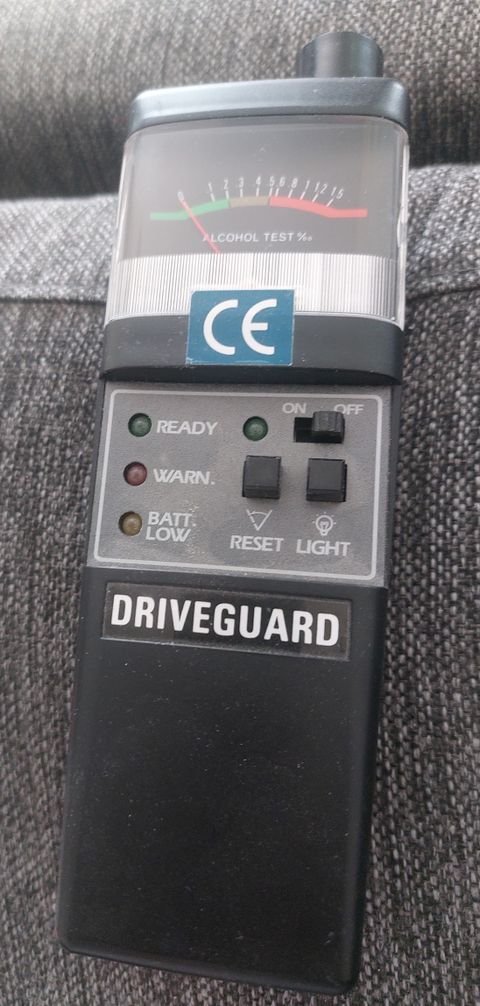 0 1 2 3 4 5 6 8 1 12 15
ALCOHOL TEST ‰
CE
ON OFF
READY
WARN.
BATT.
LOW
RESET LIGHT
DRIVEGUARD